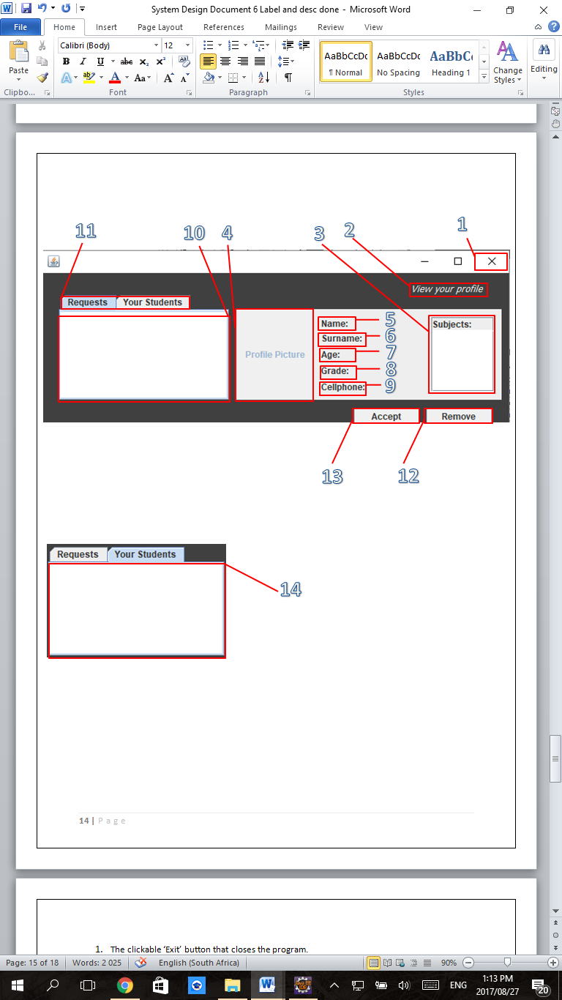 System Design Document 6 Label and desc done - Microsoft Word
File Home Insert Page Layout References Mailings Review View
Paste
Calibri (Body) 12
B I U abc x₂ x²
A ab A Aa A A
AaBbCcDc AaBbCcDc AaBbC
¶ Normal No Spacing Heading 1
Change Styles
Editing
Clipbo... Font Paragraph Styles
11 10 4 3 2 1
View your profile
Requests Your Students
Profile Picture
Name: 5
Surname: 6
Age: 7
Grade: 8
Cellphone: 9
Subjects:
Accept Remove
13 12
Requests Your Students
14
14 | Page
1. The clickable ‘Exit’ button that closes the program.
Page: 15 of 18 Words: 2 025 English (South Africa) 90%
ENG 1:13 PM
2017/08/27
20